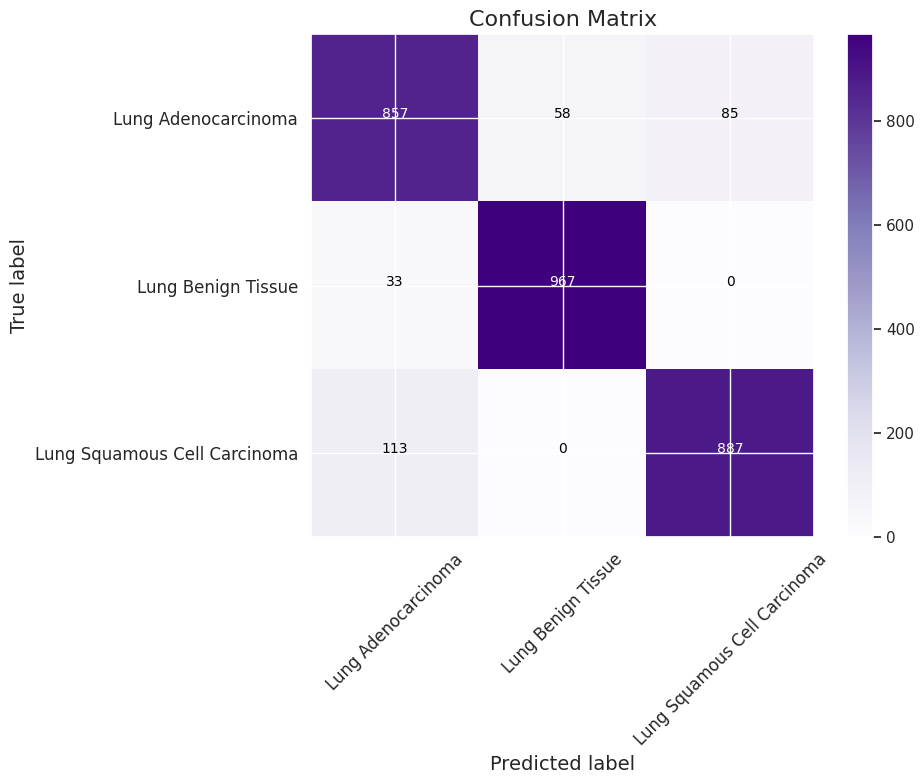 Confusion Matrix
Lung Adenocarcinoma
857 58 85
800
Lung Benign Tissue
33 967 0
600
True label
400
Lung Squamous Cell Carcinoma
113 0 887
200
0
Lung Adenocarcinoma
Lung Benign Tissue
Lung Squamous Cell Carcinoma
Predicted label